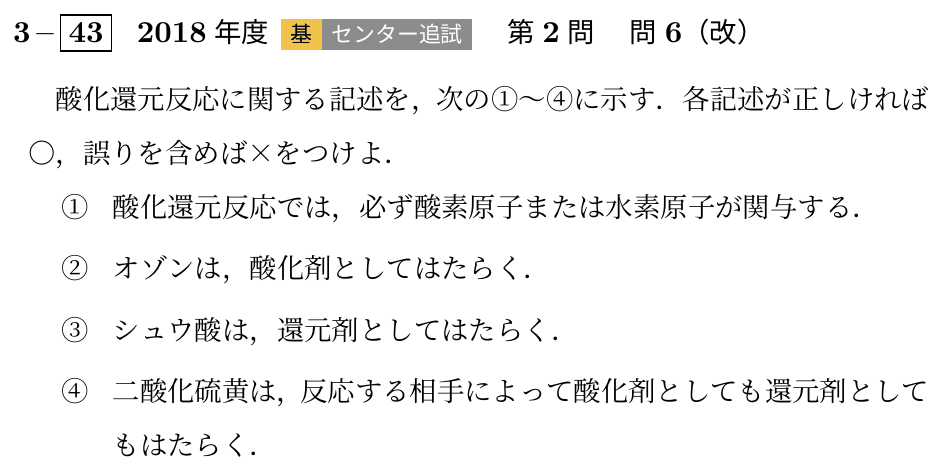 3－43 2018 年度 基 センター追試 第 2 問 問 6（改）
酸化還元反応に関する記述を，次の①～④に示す．各記述が正しければ
○，誤りを含めば×をつけよ．
① 酸化還元反応では，必ず酸素原子または水素原子が関与する．
② オゾンは，酸化剤としてはたらく．
③ シュウ酸は，還元剤としてはたらく．
④ 二酸化硫黄は，反応する相手によって酸化剤としても還元剤として
もはたらく．